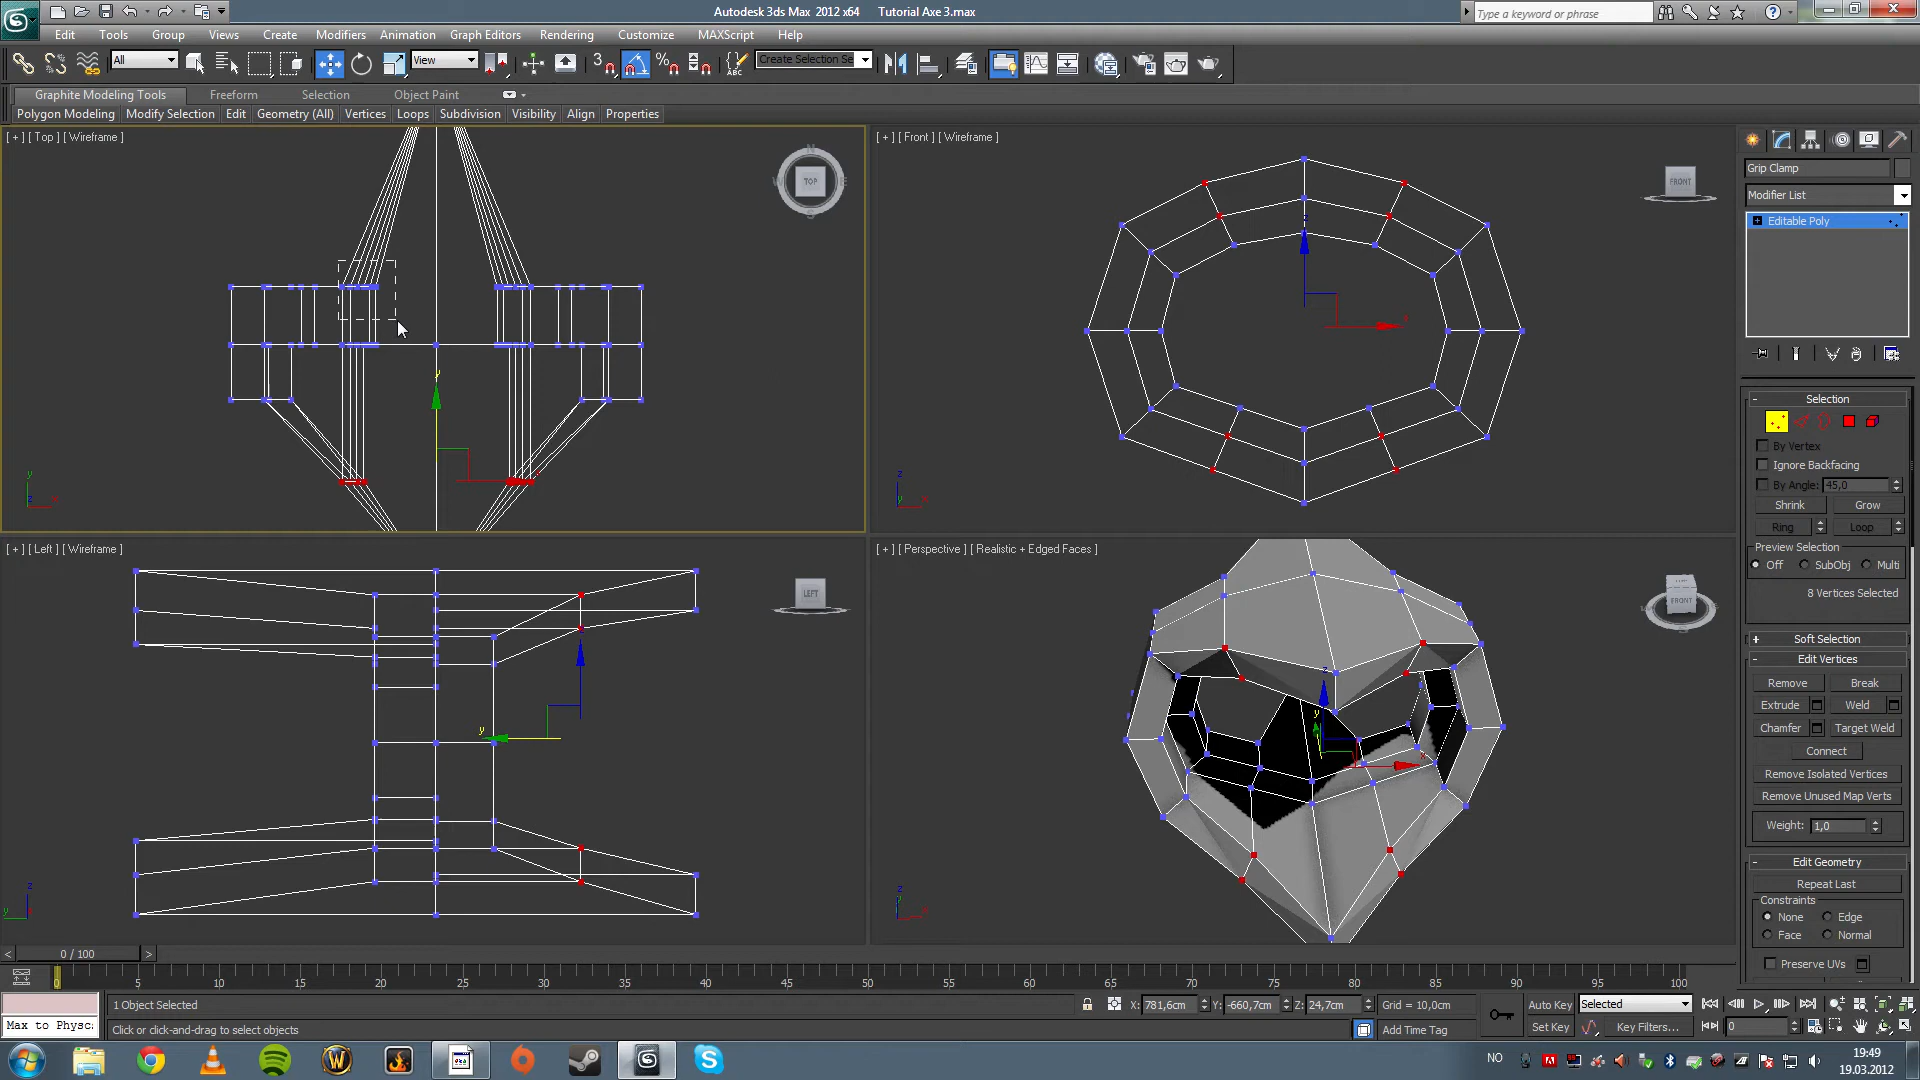 Autodesk 3ds Max 2012 x64 Tutorial Axe 3.max
Type a keyword or phrase
Edit Tools Group Views Create Modifiers Animation Graph Editors Rendering Customize MAXScript Help
All View Create Selection Se
Graphite Modeling Tools Freeform Selection Object Paint
Polygon Modeling Modify Selection Edit Geometry (All) Vertices Loops Subdivision Visibility Align Properties
[ + ] [ Top ] [ Wireframe ]
TOP
[ + ] [ Front ] [ Wireframe ]
FRONT
[ + ] [ Left ] [ Wireframe ]
LEFT
[ + ] [ Perspective ] [ Realistic + Edged Faces ]
FRONT
Grip Clamp
Modifier List
Editable Poly
Selection
By Vertex
Ignore Backfacing
By Angle: 45,0
Shrink Grow
Ring Loop
Preview Selection
Off SubObj Multi
8 Vertices Selected
Soft Selection
Edit Vertices
Remove Break
Extrude Weld
Chamfer Target Weld
Connect
Remove Isolated Vertices
Remove Unused Map Verts
Weight: 1,0
Edit Geometry
Repeat Last
Constraints
None Edge
Face Normal
Preserve UVs
0 / 100
0 5 10 15 20 25 30 35 40 45 50 55 60 65 70 75 80 85 90 95 100
1 Object Selected
X: 781,6cm Y: -660,7cm Z: 24,7cm Grid = 10,0cm
Auto Key Selected
Max to Physc:
Click or click-and-drag to select objects
Add Time Tag
Set Key Key Filters... 0
NO
19:49
19.03.2012